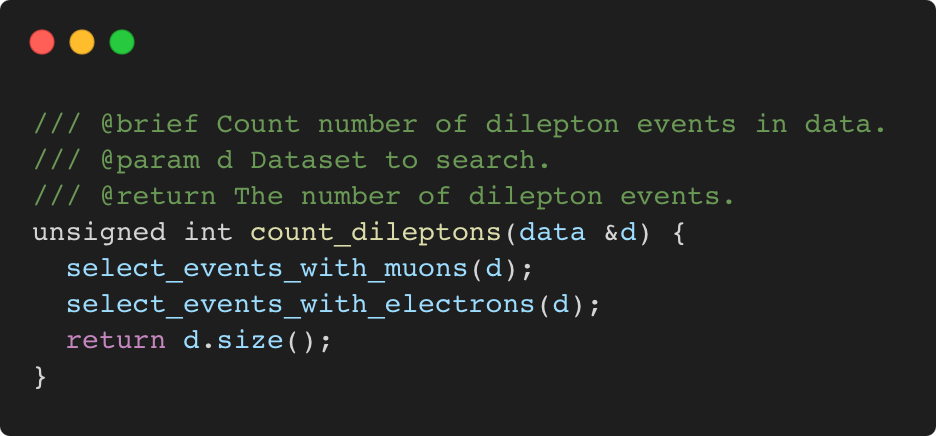 /// @brief Count number of dilepton events in data.
/// @param d Dataset to search.
/// @return The number of dilepton events.
unsigned int count_dileptons(data &d) {
  select_events_with_muons(d);
  select_events_with_electrons(d);
  return d.size();
}